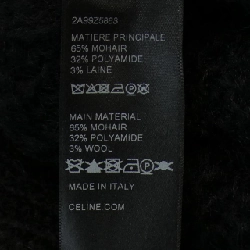 MATIERE PRINCIPALE
65% MOHAIR
32% POLYAMIDE
3% LAINE
MAIN MATERIAL
65% MOHAIR
32% POLYAMIDE
3% WOOL
MADE IN ITALY
CELINE.COM